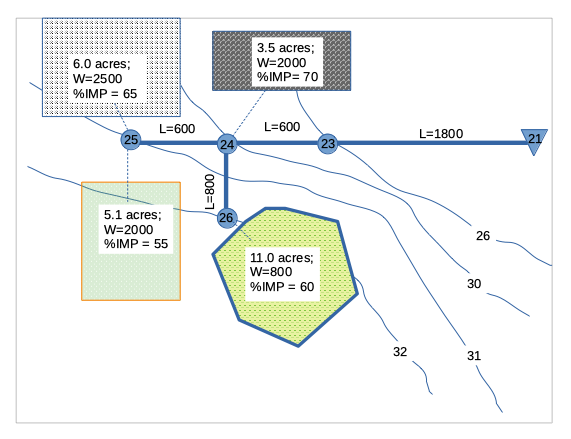 3.5 acres;
W=2000
%IMP= 70
6.0 acres;
W=2500
%IMP = 65
L=600
L=600
L=1800
25
24
23
21
L=800
5.1 acres;
W=2000
%IMP = 55
26
11.0 acres;
W=800
%IMP = 60
26
30
32
31